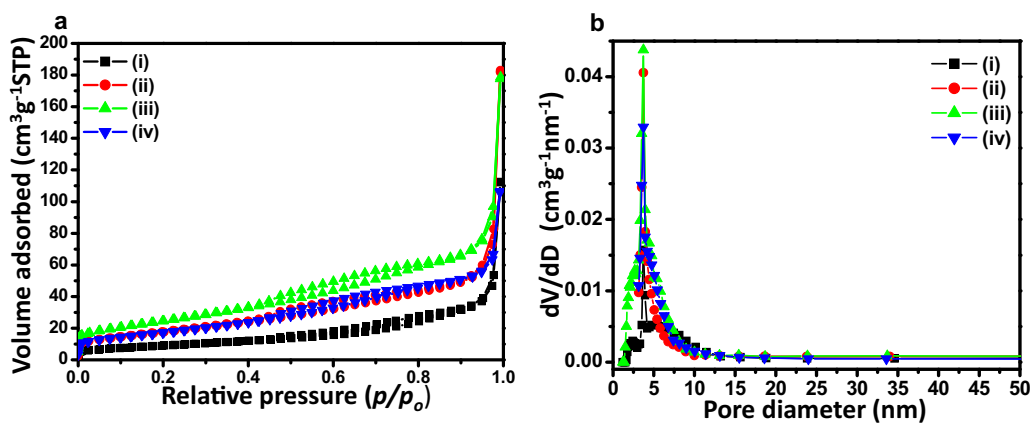 a
Volume adsorbed (cm³g⁻¹STP)
200
180
160
140
120
100
80
60
40
20
0
(i)
(ii)
(iii)
(iv)
0.0
0.2
0.4
0.6
0.8
1.0
Relative pressure (p/pₒ)
b
dV/dD (cm³g⁻¹nm⁻¹)
0.04
0.03
0.02
0.01
0.00
(i)
(ii)
(iii)
(iv)
0
5
10
15
20
25
30
35
40
45
50
Pore diameter (nm)